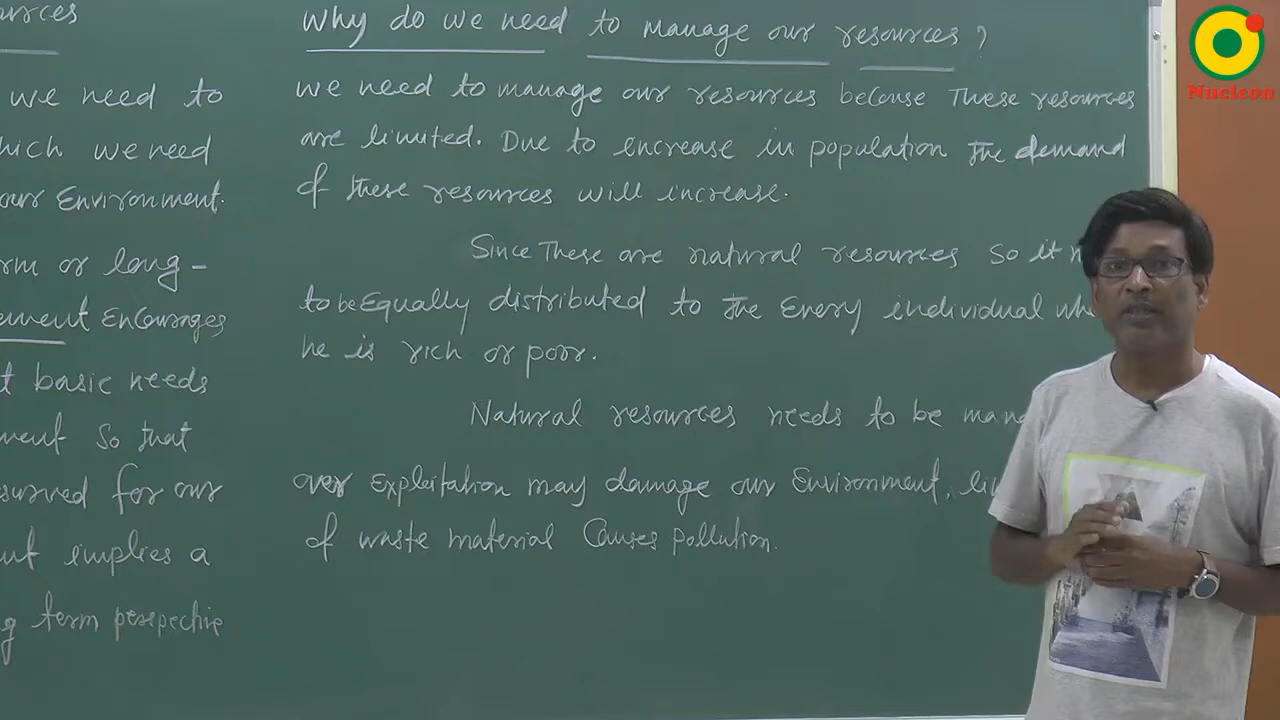 ources
we need to
hich we need
our Environment.
rm or long-
ement Encourages
t basic needs
ment so that
eserved for our
ent implies a
g term perspective
Why do we need to manage our resources?
we need to manage our resources because These resources
are limited. Due to increase in population the demand
of these resources will increase.
Since These are natural resources so it
to be Equally distributed to the Every individual whe
he is rich or poor.
Natural resources needs to be mana
over Exploitation may damage our Environment, li
of waste material Causes pollution.
Nucleon